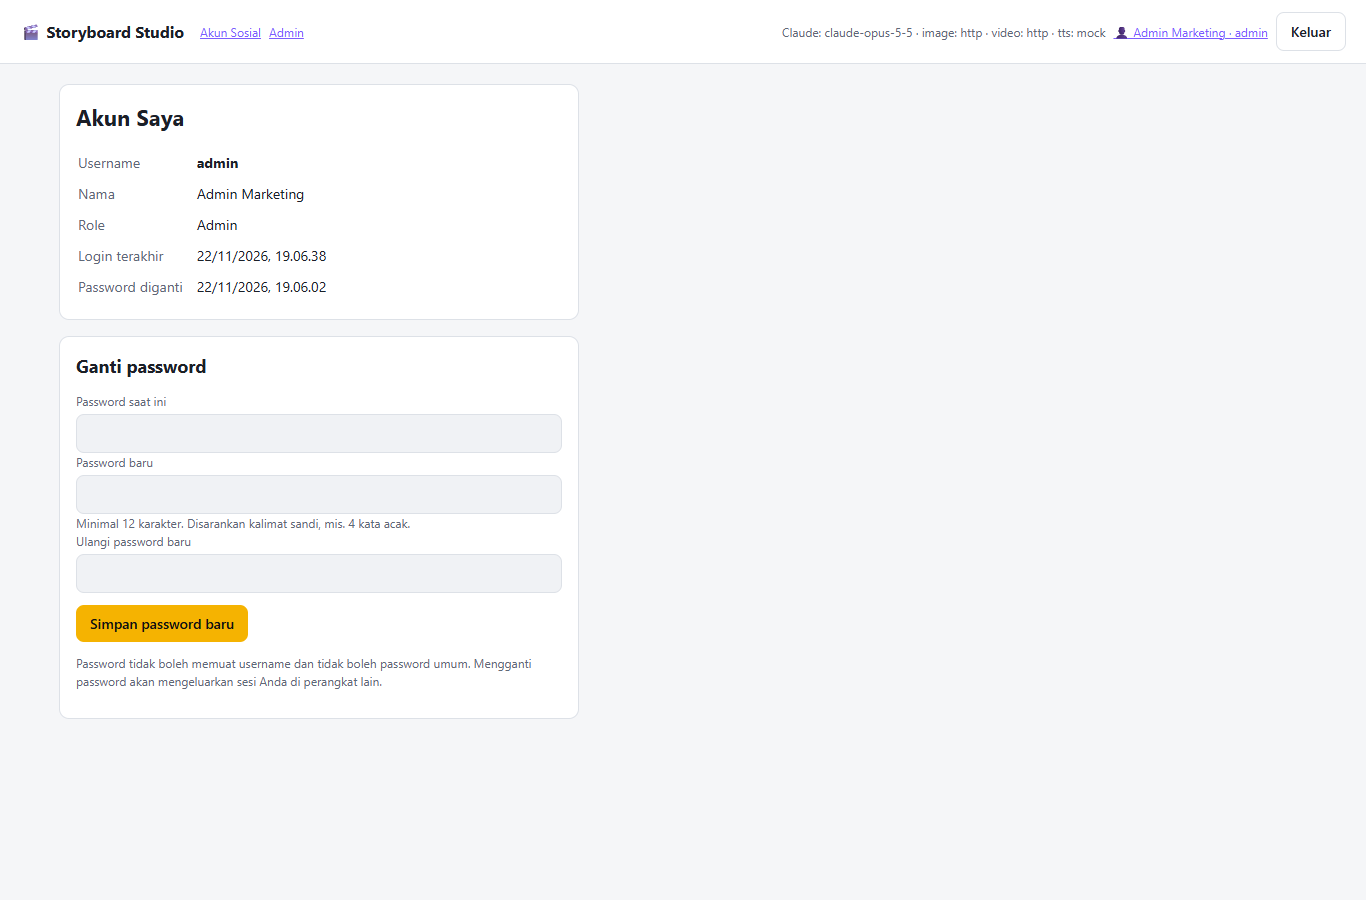 Storyboard Studio Akun Sosial Admin Claude: claude-opus-5-5 · image: http · video: http · tts: mock Admin Marketing · admin Keluar
Akun Saya
Username admin
Nama Admin Marketing
Role Admin
Login terakhir 22/11/2026, 19.06.38
Password diganti 22/11/2026, 19.06.02
Ganti password
Password saat ini
Password baru
Minimal 12 karakter. Disarankan kalimat sandi, mis. 4 kata acak.
Ulangi password baru
Simpan password baru
Password tidak boleh memuat username dan tidak boleh password umum. Mengganti
password akan mengeluarkan sesi Anda di perangkat lain.